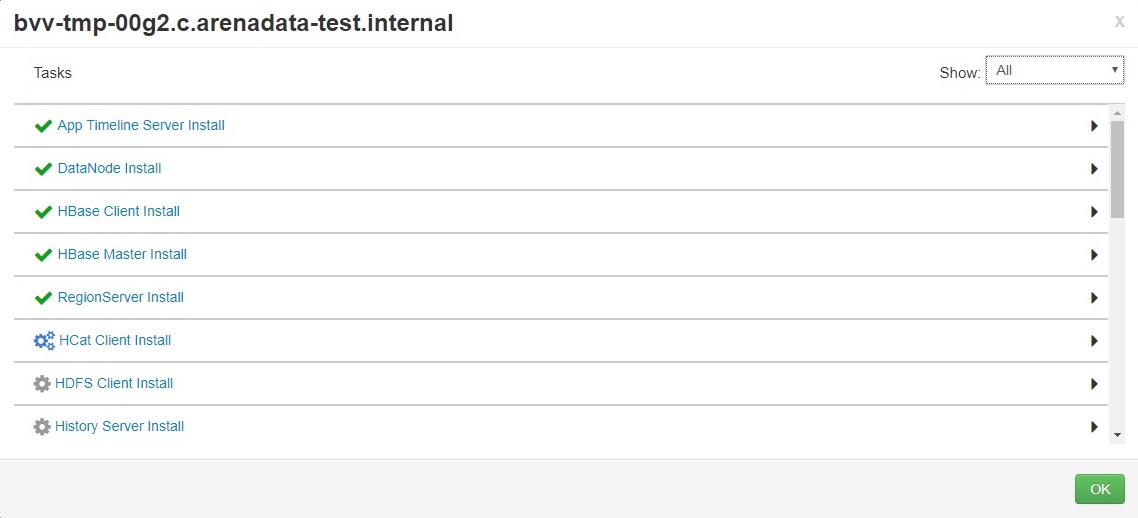 bvv-tmp-00g2.c.arenadata-test.internal
x
Tasks
Show: All
App Timeline Server Install
DataNode Install
HBase Client Install
HBase Master Install
RegionServer Install
HCat Client Install
HDFS Client Install
History Server Install
OK